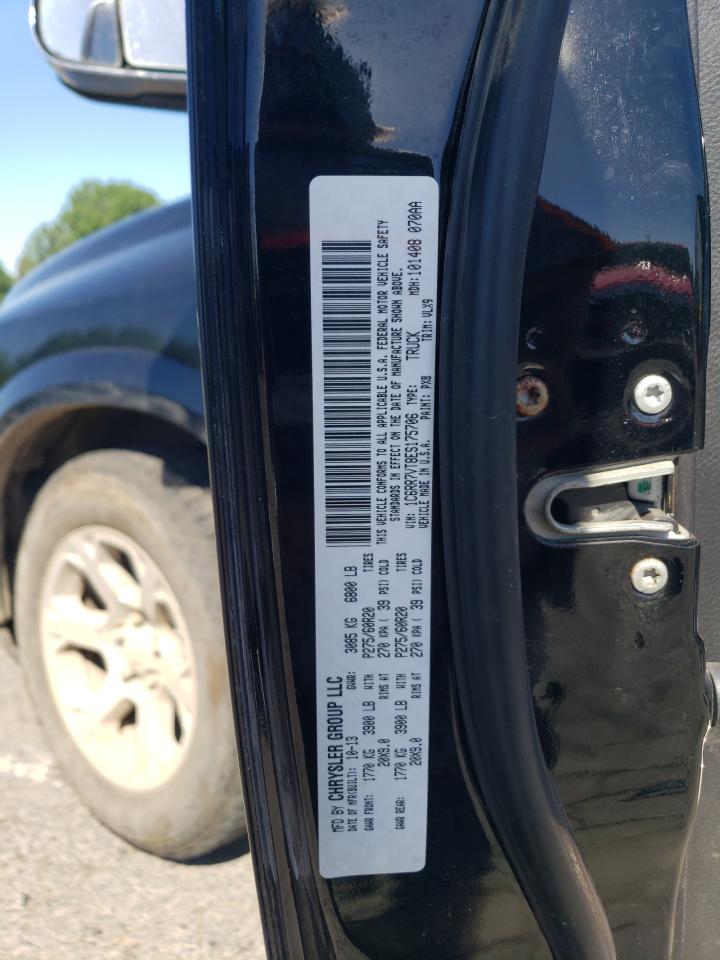 MFD BY CHRYSLER GROUP LLC
DATE OF MFR(BUILT): 10-13 GVWR: 3085 KG 6800 LB
GAWR FRONT: 1770 KG 3900 LB WITH P275/60R20 TIRES
20X9.0 RIMS AT 270 KPA ( 39 PSI) COLD
GAWR REAR: 1770 KG 3900 LB WITH P275/60R20 TIRES
20X9.0 RIMS AT 270 KPA ( 39 PSI) COLD
THIS VEHICLE CONFORMS TO ALL APPLICABLE U.S.A. FEDERAL MOTOR VEHICLE SAFETY
STANDARDS IN EFFECT ON THE DATE OF MANUFACTURE SHOWN ABOVE.
VIN: 1C6RR7VT8ES175706 TYPE: TRUCK MDH: 101408 070AA
VEHICLE MADE IN U.S.A. PAINT: PX8 TRIM: VLX9